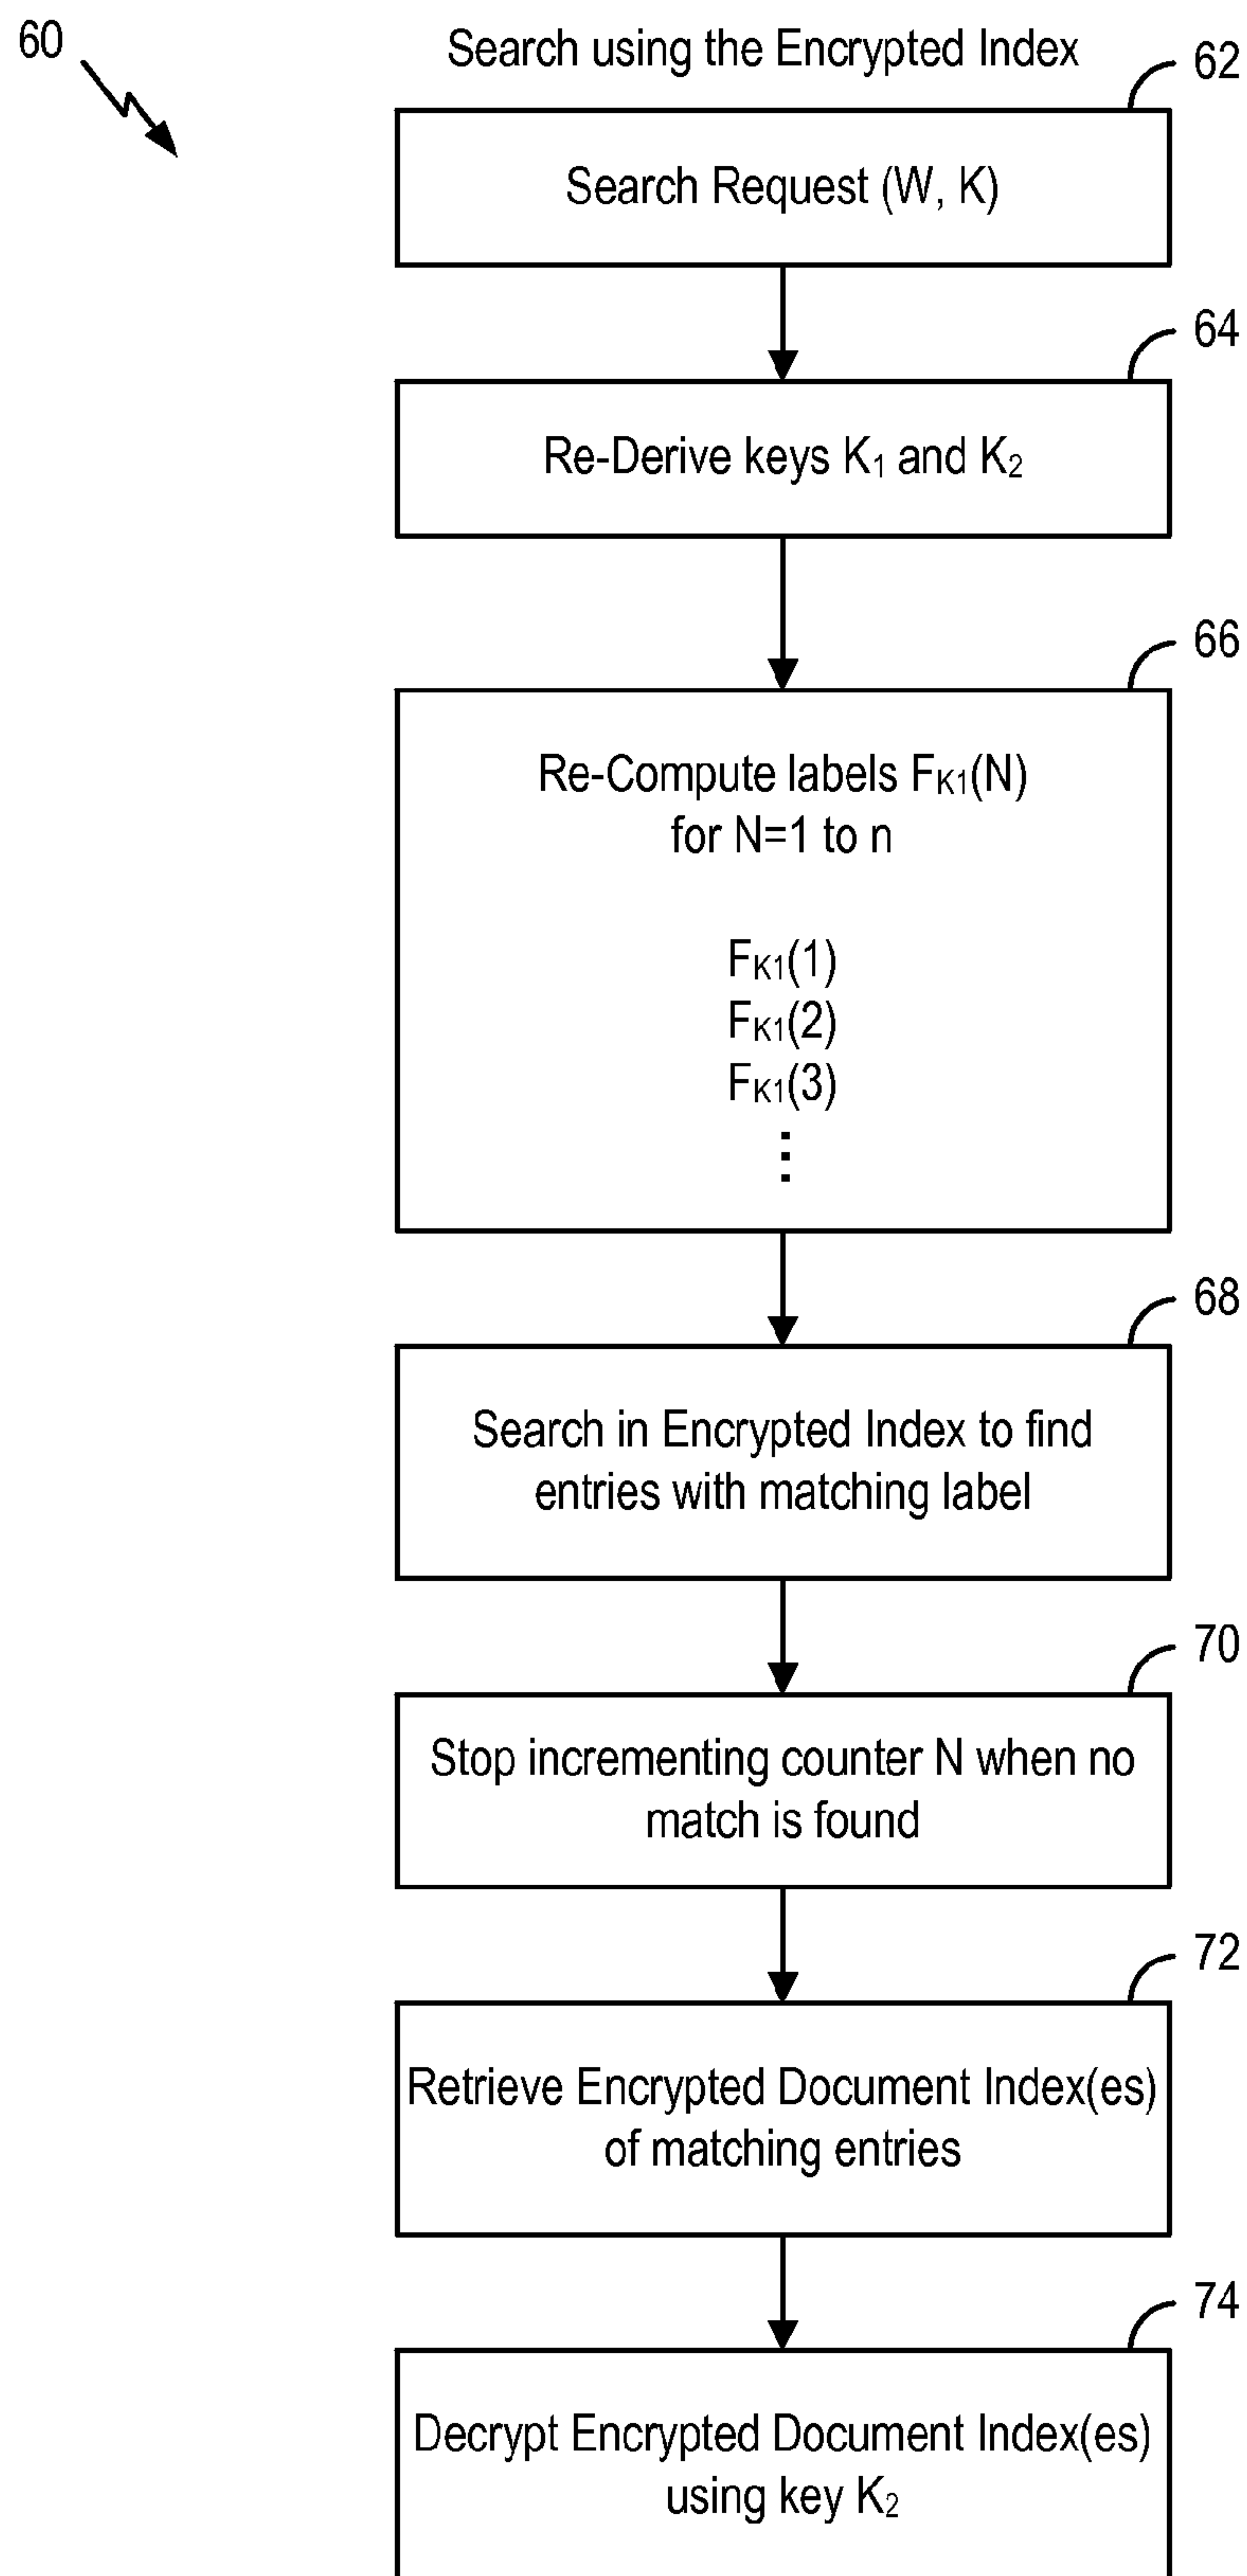 60
Search using the Encrypted Index
62
Search Request (W, K)
64
Re-Derive keys K₁ and K₂
66
Re-Compute labels Fₖ₁(N)
for N=1 to n
Fₖ₁(1)
Fₖ₁(2)
Fₖ₁(3)
⋮
68
Search in Encrypted Index to find
entries with matching label
70
Stop incrementing counter N when no
match is found
72
Retrieve Encrypted Document Index(es)
of matching entries
74
Decrypt Encrypted Document Index(es)
using key K₂